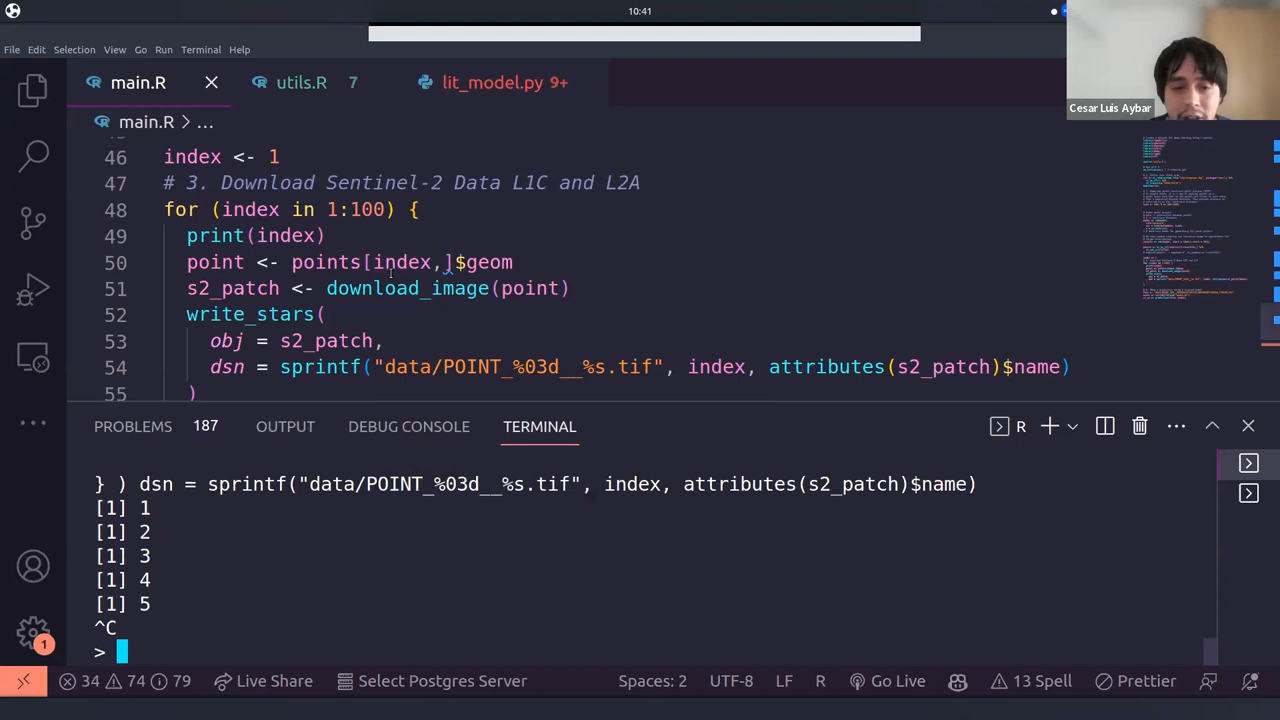 10:41
File Edit Selection View Go Run Terminal Help
Cesar Luis Aybar
main.R utils.R 7 lit_model.py 9+
main.R > ...
46 index <- 1
47 # 3. Download Sentinel-2 Data L1C and L2A
48 for (index in 1:100) {
49 print(index)
50 point <- points[index,]$geom
51 s2_patch <- download_image(point)
52 write_stars(
53 obj = s2_patch,
54 dsn = sprintf("data/POINT_%03d__%s.tif", index, attributes(s2_patch)$name)
55 )
PROBLEMS 187 OUTPUT DEBUG CONSOLE TERMINAL R
} ) dsn = sprintf("data/POINT_%03d__%s.tif", index, attributes(s2_patch)$name)
[1] 1
[1] 2
[1] 3
[1] 4
[1] 5
^C
>
1
34 74 79 Live Share Select Postgres Server Spaces: 2 UTF-8 LF R Go Live 13 Spell Prettier